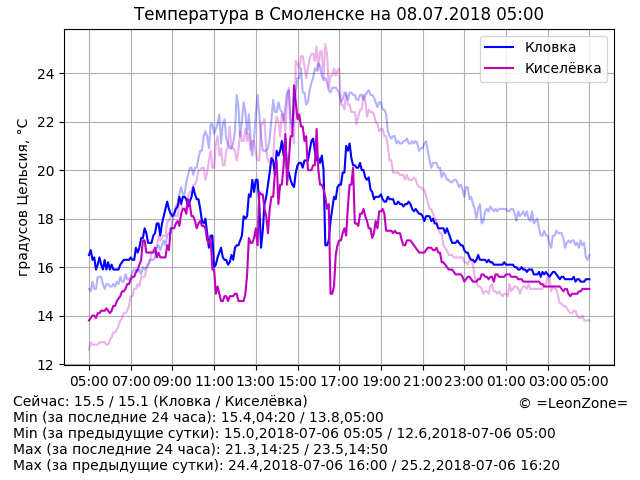 Температура в Смоленске на 08.07.2018 05:00
Кловка
Киселёвка
градусов Цельсия, °C
24
22
20
18
16
14
12
05:00 07:00 09:00 11:00 13:00 15:00 17:00 19:00 21:00 23:00 01:00 03:00 05:00
Сейчас: 15.5 / 15.1 (Кловка / Киселёвка)
© =LeonZone=
Min (за последние 24 часа): 15.4,04:20 / 13.8,05:00
Min (за предыдущие сутки): 15.0,2018-07-06 05:05 / 12.6,2018-07-06 05:00
Max (за последние 24 часа): 21.3,14:25 / 23.5,14:50
Max (за предыдущие сутки): 24.4,2018-07-06 16:00 / 25.2,2018-07-06 16:20